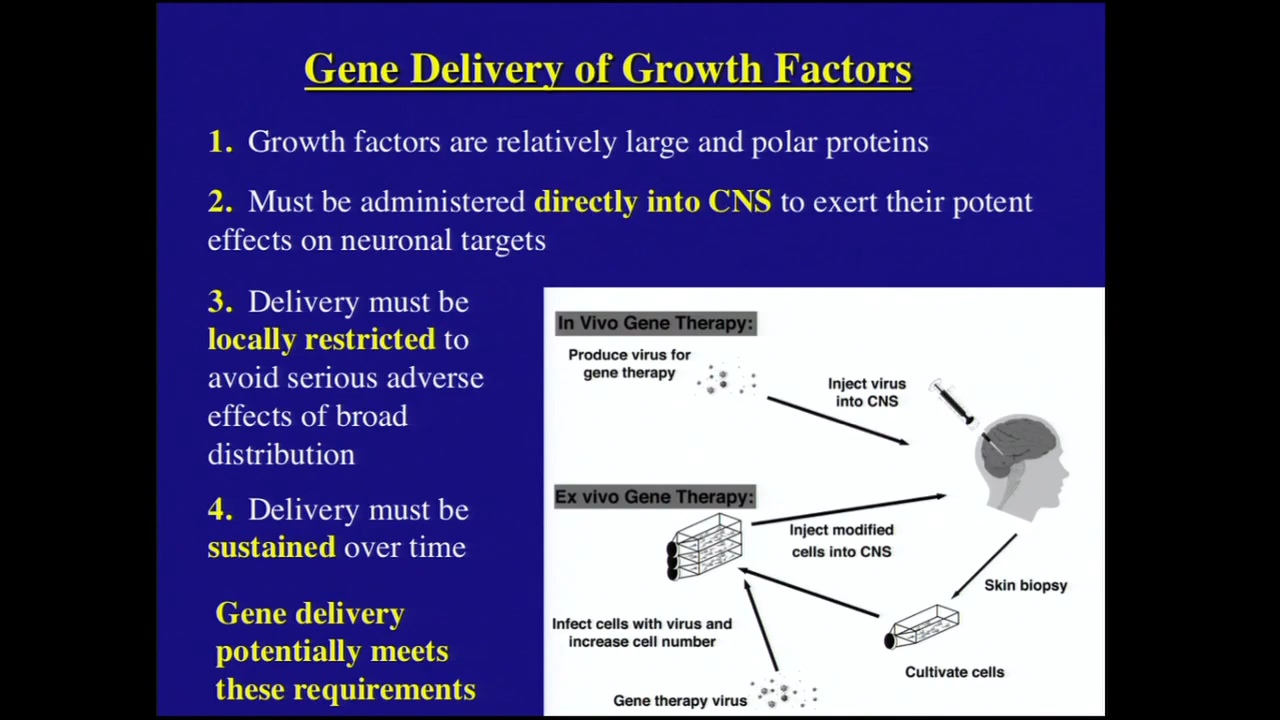 Gene Delivery of Growth Factors
1. Growth factors are relatively large and polar proteins
2. Must be administered directly into CNS to exert their potent
effects on neuronal targets
3. Delivery must be
locally restricted to
avoid serious adverse
effects of broad
distribution
4. Delivery must be
sustained over time
Gene delivery
potentially meets
these requirements
In Vivo Gene Therapy:
Produce virus for
gene therapy
Inject virus
into CNS
Ex vivo Gene Therapy:
Inject modified
cells into CNS
Skin biopsy
Infect cells with virus and
increase cell number
Cultivate cells
Gene therapy virus